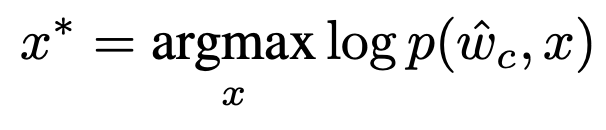 x* = argmax log p(ŵ_c, x)
x